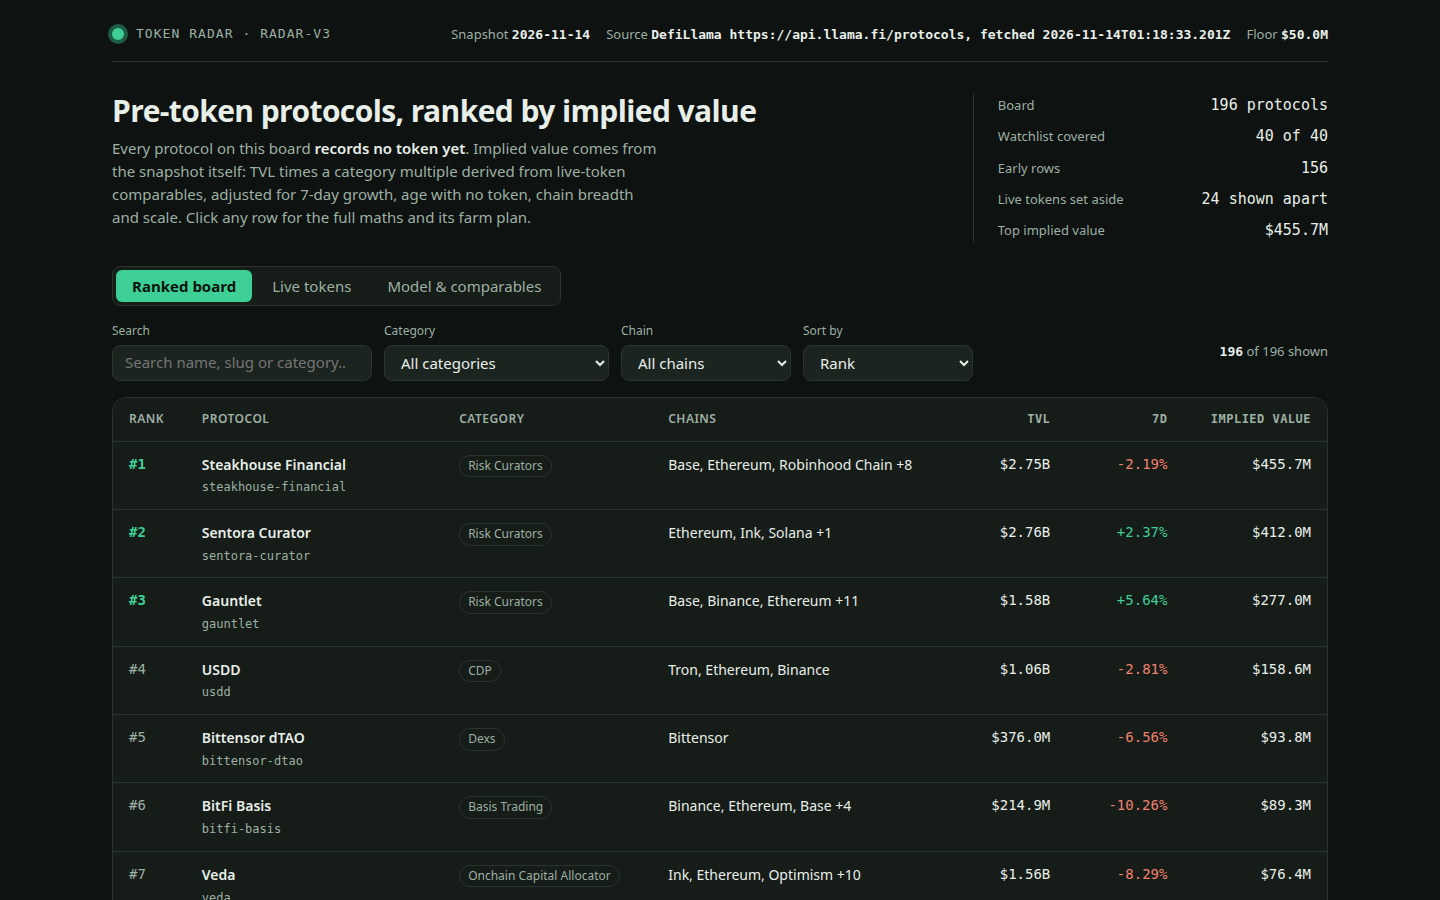 TOKEN RADAR · RADAR-V3
Snapshot 2026-11-14 Source DefiLlama https://api.llama.fi/protocols, fetched 2026-11-14T01:18:33.201Z Floor $50.0M
Pre-token protocols, ranked by implied value
Every protocol on this board records no token yet. Implied value comes from
the snapshot itself: TVL times a category multiple derived from live-token
comparables, adjusted for 7-day growth, age with no token, chain breadth
and scale. Click any row for the full maths and its farm plan.
Board 196 protocols
Watchlist covered 40 of 40
Early rows 156
Live tokens set aside 24 shown apart
Top implied value $455.7M
Ranked board Live tokens Model & comparables
Search Category Chain Sort by
Search name, slug or category.. All categories All chains Rank
196 of 196 shown
RANK PROTOCOL CATEGORY CHAINS TVL 7D IMPLIED VALUE
#1 Steakhouse Financial Risk Curators Base, Ethereum, Robinhood Chain +8 $2.75B -2.19% $455.7M
steakhouse-financial
#2 Sentora Curator Risk Curators Ethereum, Ink, Solana +1 $2.76B +2.37% $412.0M
sentora-curator
#3 Gauntlet Risk Curators Base, Binance, Ethereum +11 $1.58B +5.64% $277.0M
gauntlet
#4 USDD CDP Tron, Ethereum, Binance $1.06B -2.81% $158.6M
usdd
#5 Bittensor dTAO Dexs Bittensor $376.0M -6.56% $93.8M
bittensor-dtao
#6 BitFi Basis Basis Trading Binance, Ethereum, Base +4 $214.9M -10.26% $89.3M
bitfi-basis
#7 Veda Onchain Capital Allocator Ink, Ethereum, Optimism +10 $1.56B -8.29% $76.4M
veda